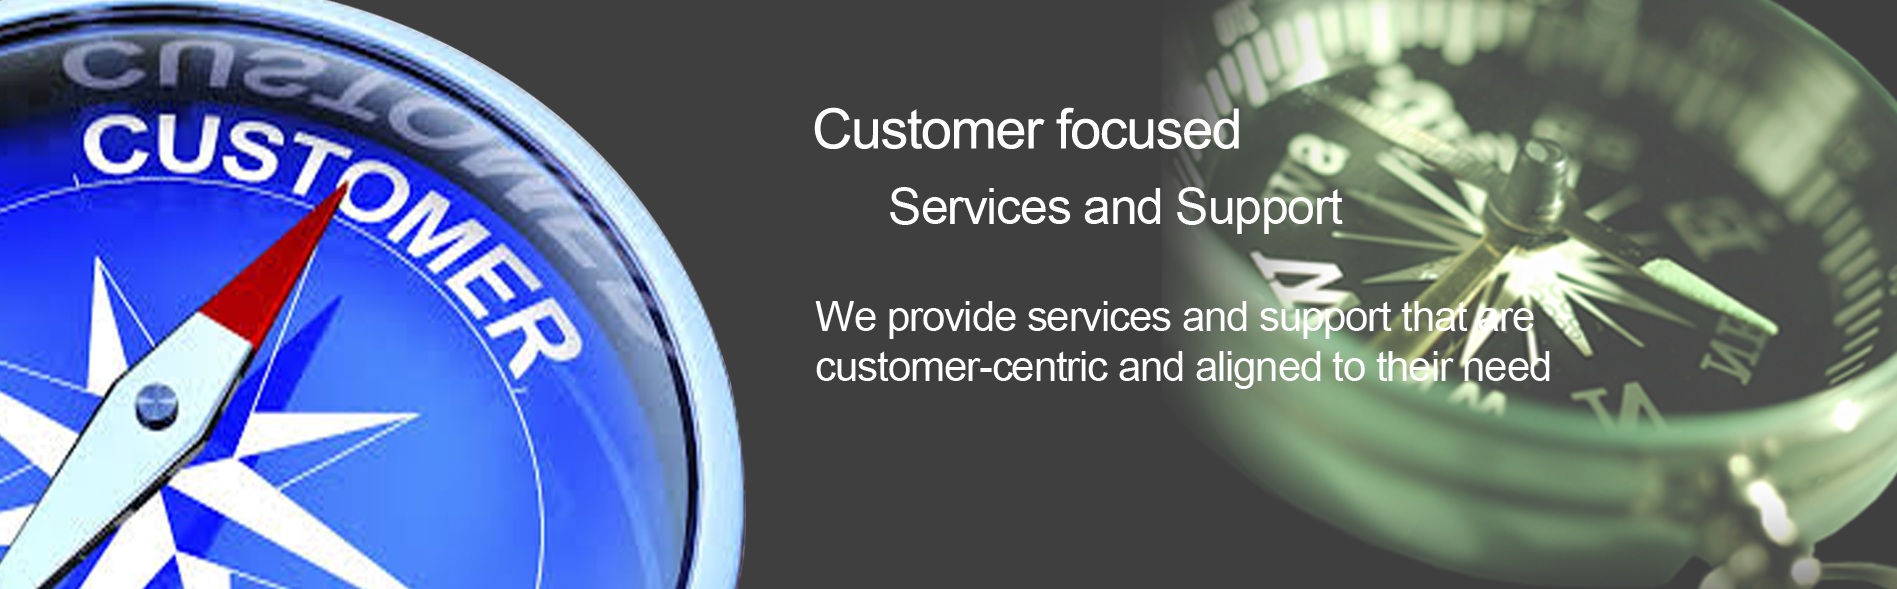 CUSTOMER
Customer focused
Services and Support
We provide services and support that are
customer-centric and aligned to their need